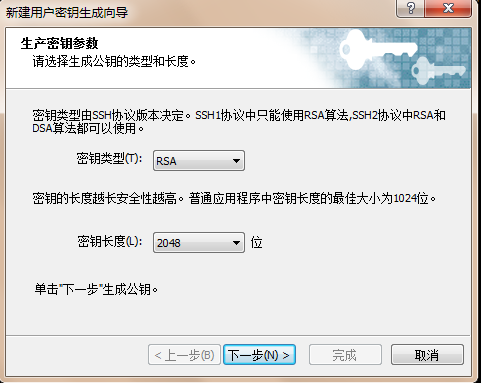 新建用户密钥生成向导
生产密钥参数
请选择生成公钥的类型和长度。
密钥类型由SSH协议版本决定。SSH1协议中只能使用RSA算法,SSH2协议中RSA和
DSA算法都可以使用。
密钥类型(T): RSA
密钥的长度越长安全性越高。普通应用程序中密钥长度的最佳大小为1024位。
密钥长度(L): 2048 位
单击"下一步"生成公钥。
< 上一步(B) 下一步(N) > 完成 取消